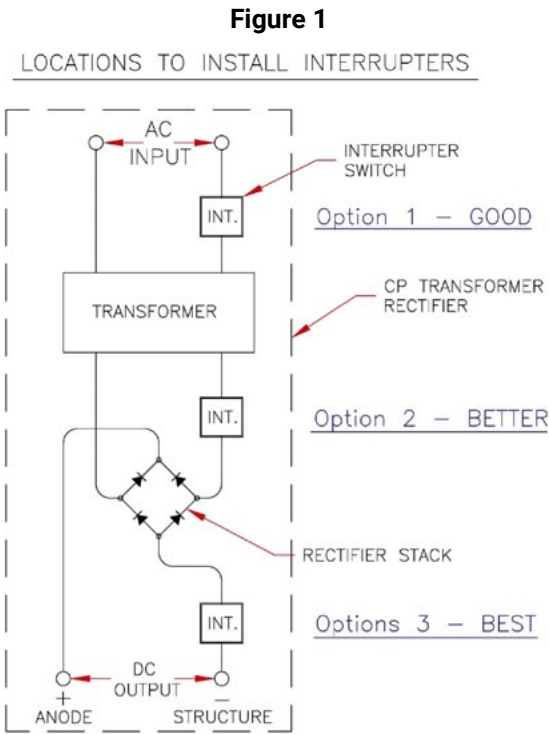 Figure 1
LOCATIONS TO INSTALL INTERRUPTERS
AC
INPUT
INTERRUPTER
SWITCH
INT.
Option 1 – GOOD
CP TRANSFORMER
RECTIFIER
TRANSFORMER
INT.
Option 2 – BETTER
RECTIFIER STACK
INT.
Options 3 – BEST
DC
OUTPUT
+
–
ANODE
STRUCTURE